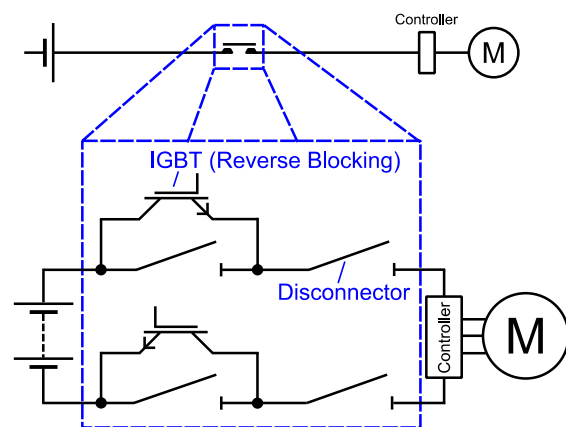 Controller
M
IGBT (Reverse Blocking)
Disconnector
Controller
M